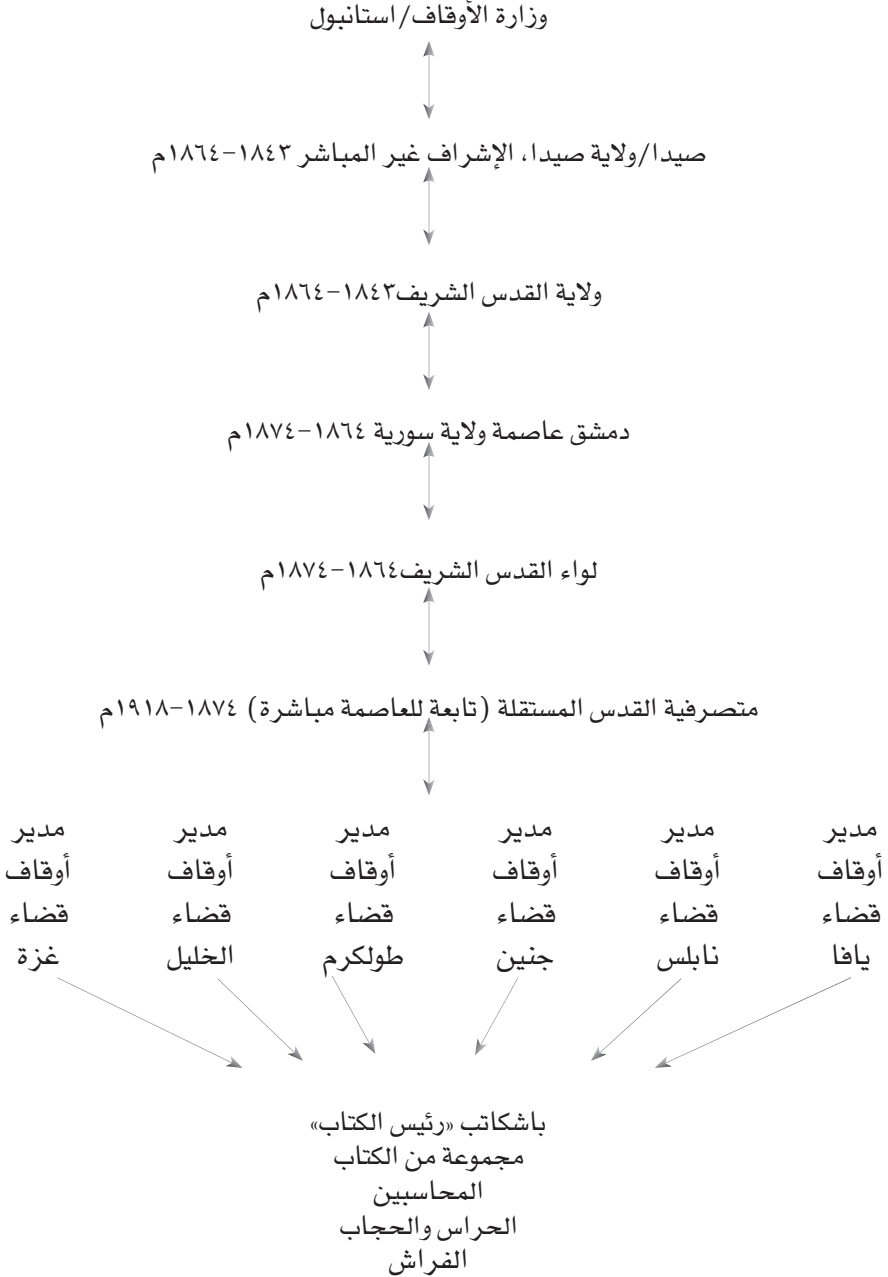 وزارة الأوقاف/استانبول
صيدا/ولاية صيدا، الإشراف غير المباشر ١٨٤٣-١٨٦٤م
ولاية القدس الشريف١٨٤٣-١٨٦٤م
دمشق عاصمة ولاية سورية ١٨٦٤-١٨٧٤م
لواء القدس الشريف١٨٦٤-١٨٧٤م
متصرفية القدس المستقلة (تابعة للعاصمة مباشرة) ١٨٧٤-١٩١٨م
مدير مدير مدير مدير مدير مدير
أوقاف أوقاف أوقاف أوقاف أوقاف أوقاف
قضاء قضاء قضاء قضاء قضاء قضاء
يافا نابلس جنين طولكرم الخليل غزة
باشكاتب «رئيس الكتاب»
مجموعة من الكتاب
المحاسبين
الحراس والحجاب
الفراش